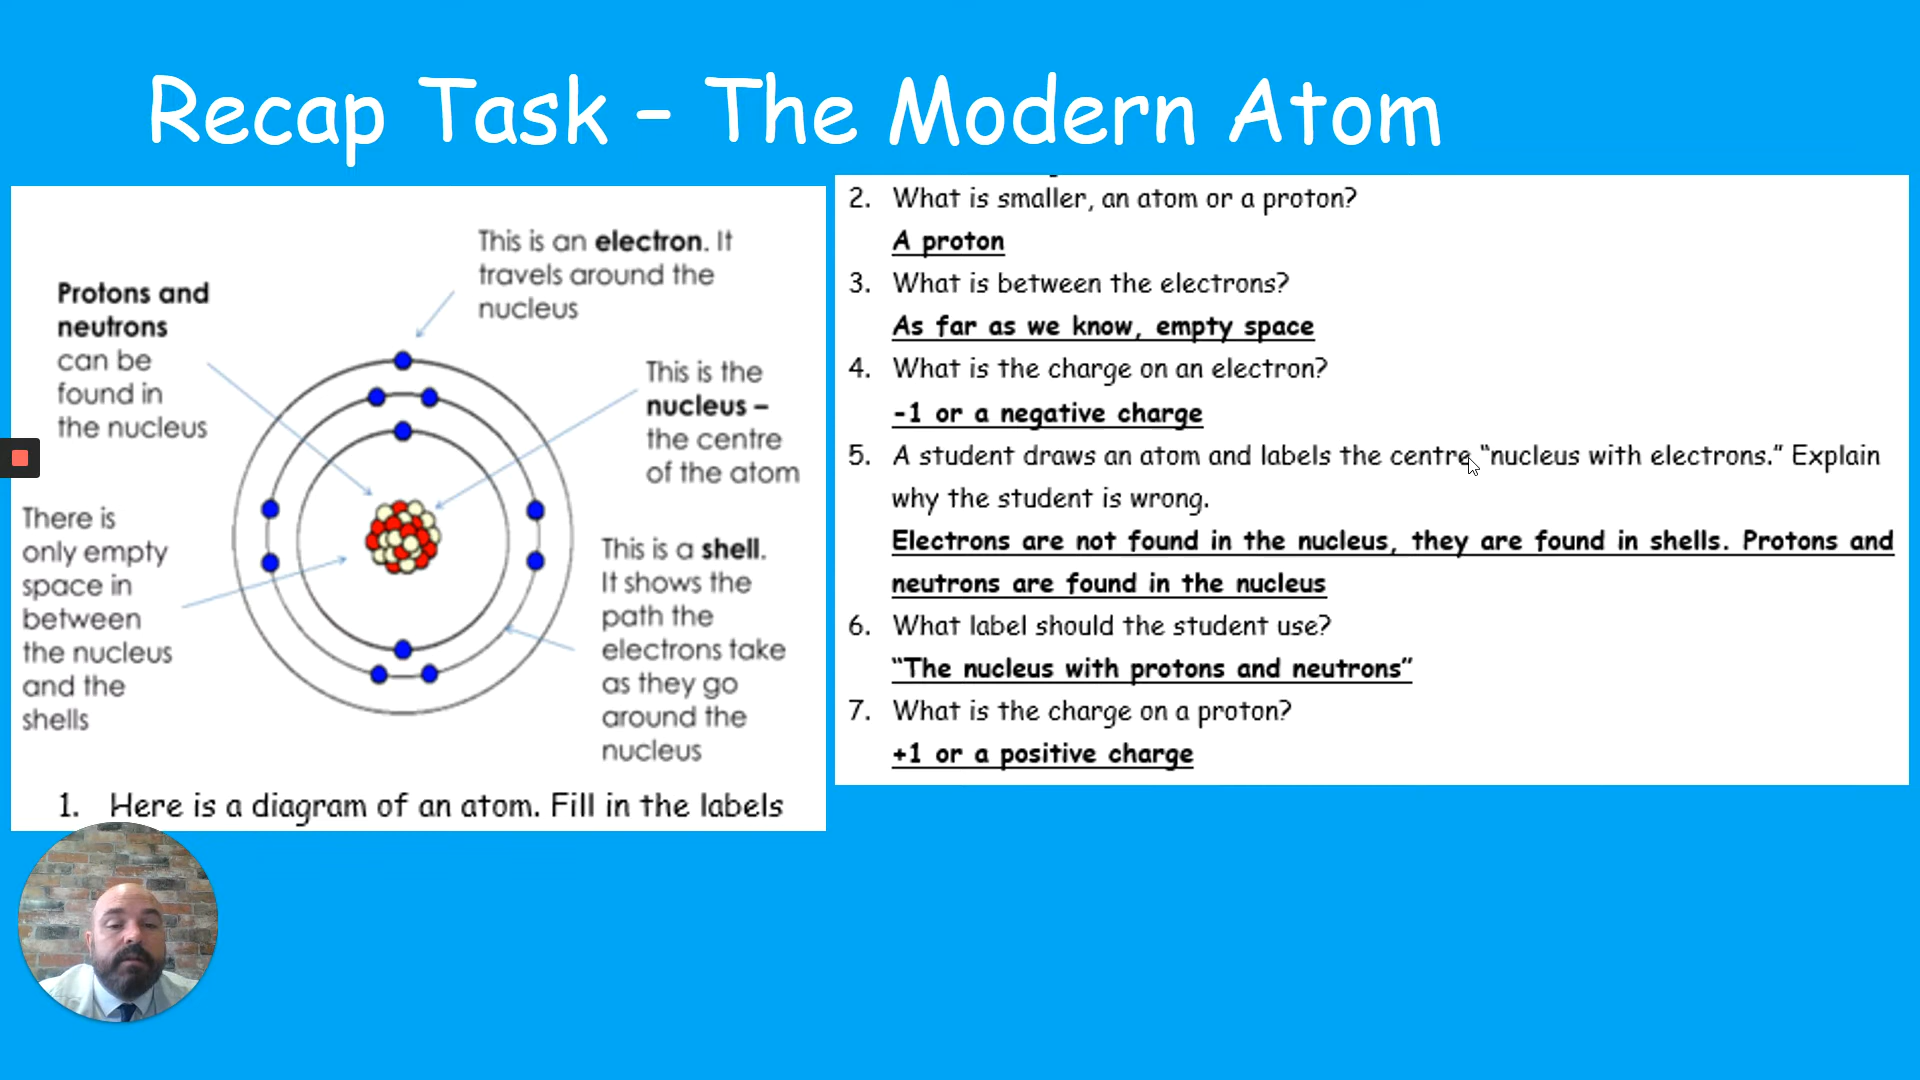 Recap Task – The Modern Atom
This is an electron. It
travels around the
nucleus
Protons and
neutrons
can be
found in
the nucleus
This is the
nucleus –
the centre
of the atom
There is
only empty
space in
between
the nucleus
and the
shells
This is a shell.
It shows the
path the
electrons take
as they go
around the
nucleus
1. Here is a diagram of an atom. Fill in the labels
2. What is smaller, an atom or a proton?
A proton
3. What is between the electrons?
As far as we know, empty space
4. What is the charge on an electron?
-1 or a negative charge
5. A student draws an atom and labels the centre “nucleus with electrons.” Explain
why the student is wrong.
Electrons are not found in the nucleus, they are found in shells. Protons and
neutrons are found in the nucleus
6. What label should the student use?
“The nucleus with protons and neutrons”
7. What is the charge on a proton?
+1 or a positive charge